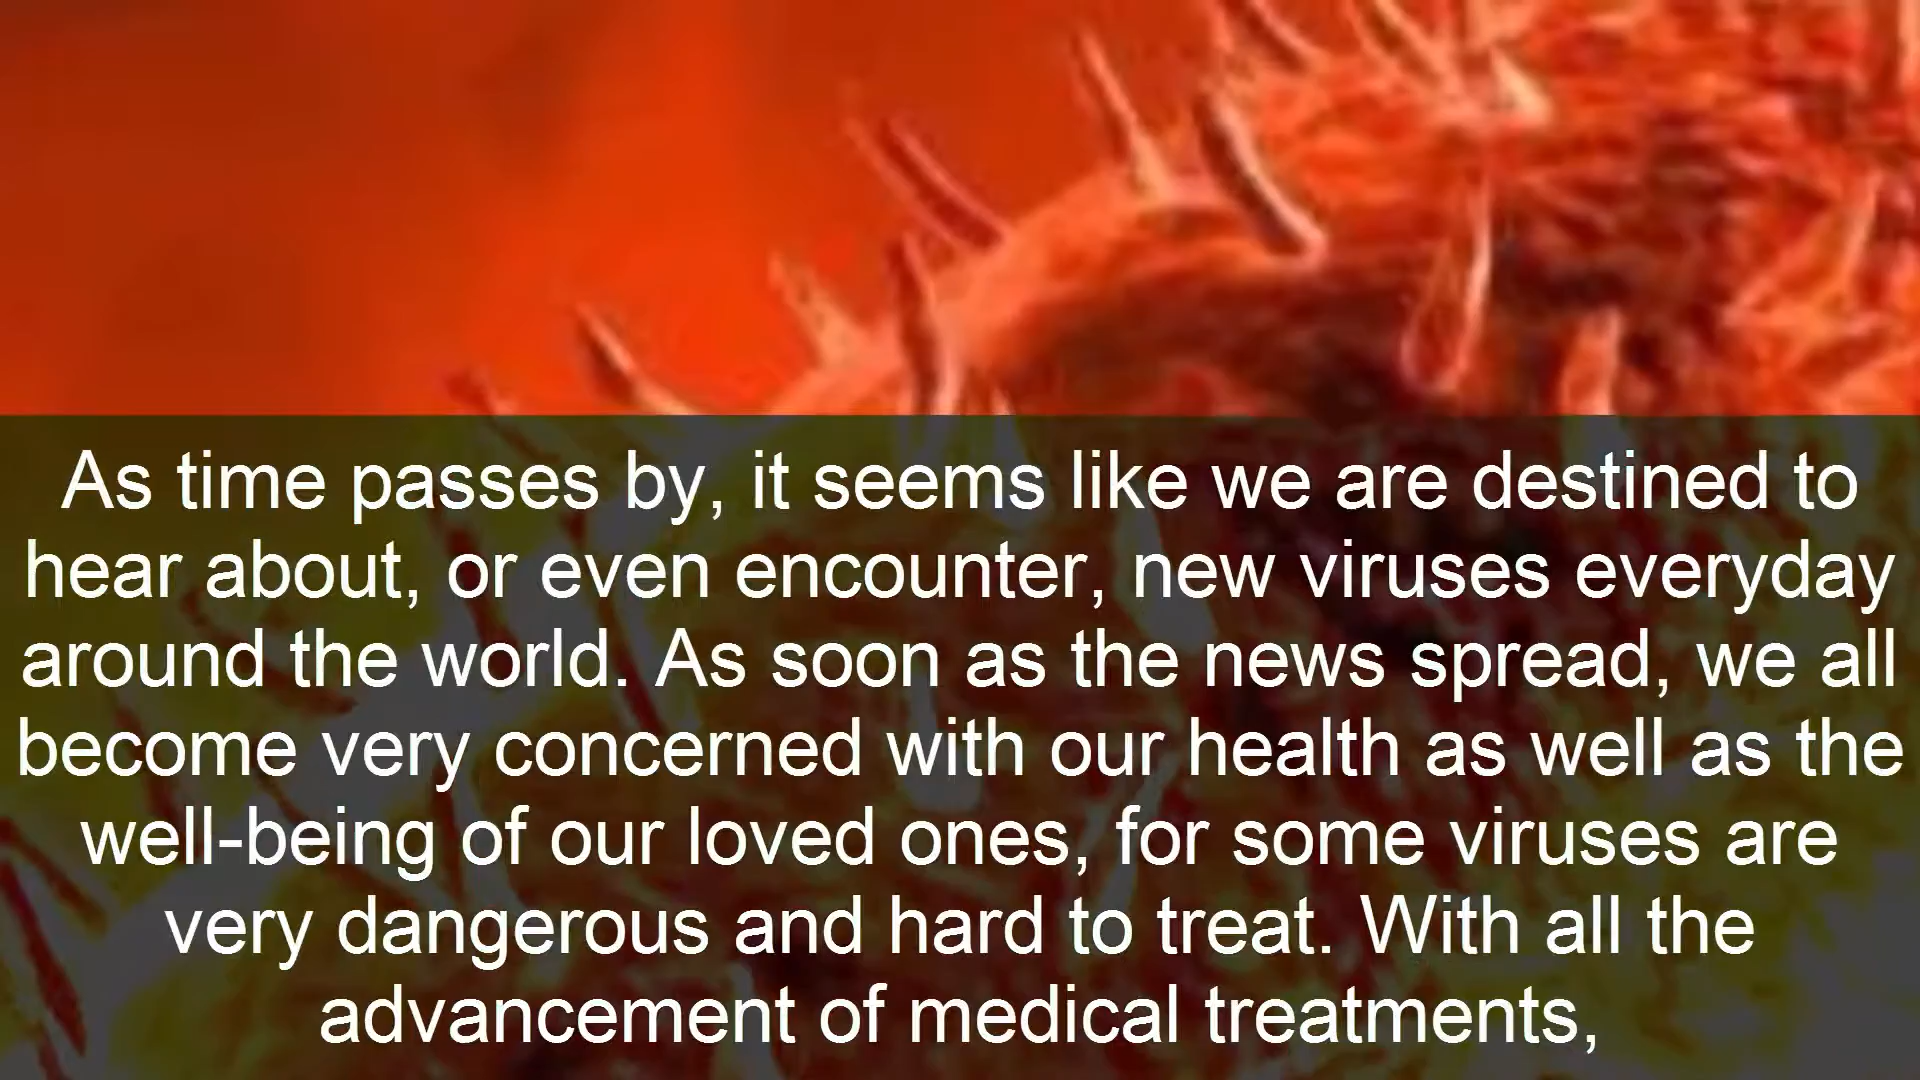 As time passes by, it seems like we are destined to
hear about, or even encounter, new viruses everyday
around the world. As soon as the news spread, we all
become very concerned with our health as well as the
well-being of our loved ones, for some viruses are
very dangerous and hard to treat. With all the
advancement of medical treatments,